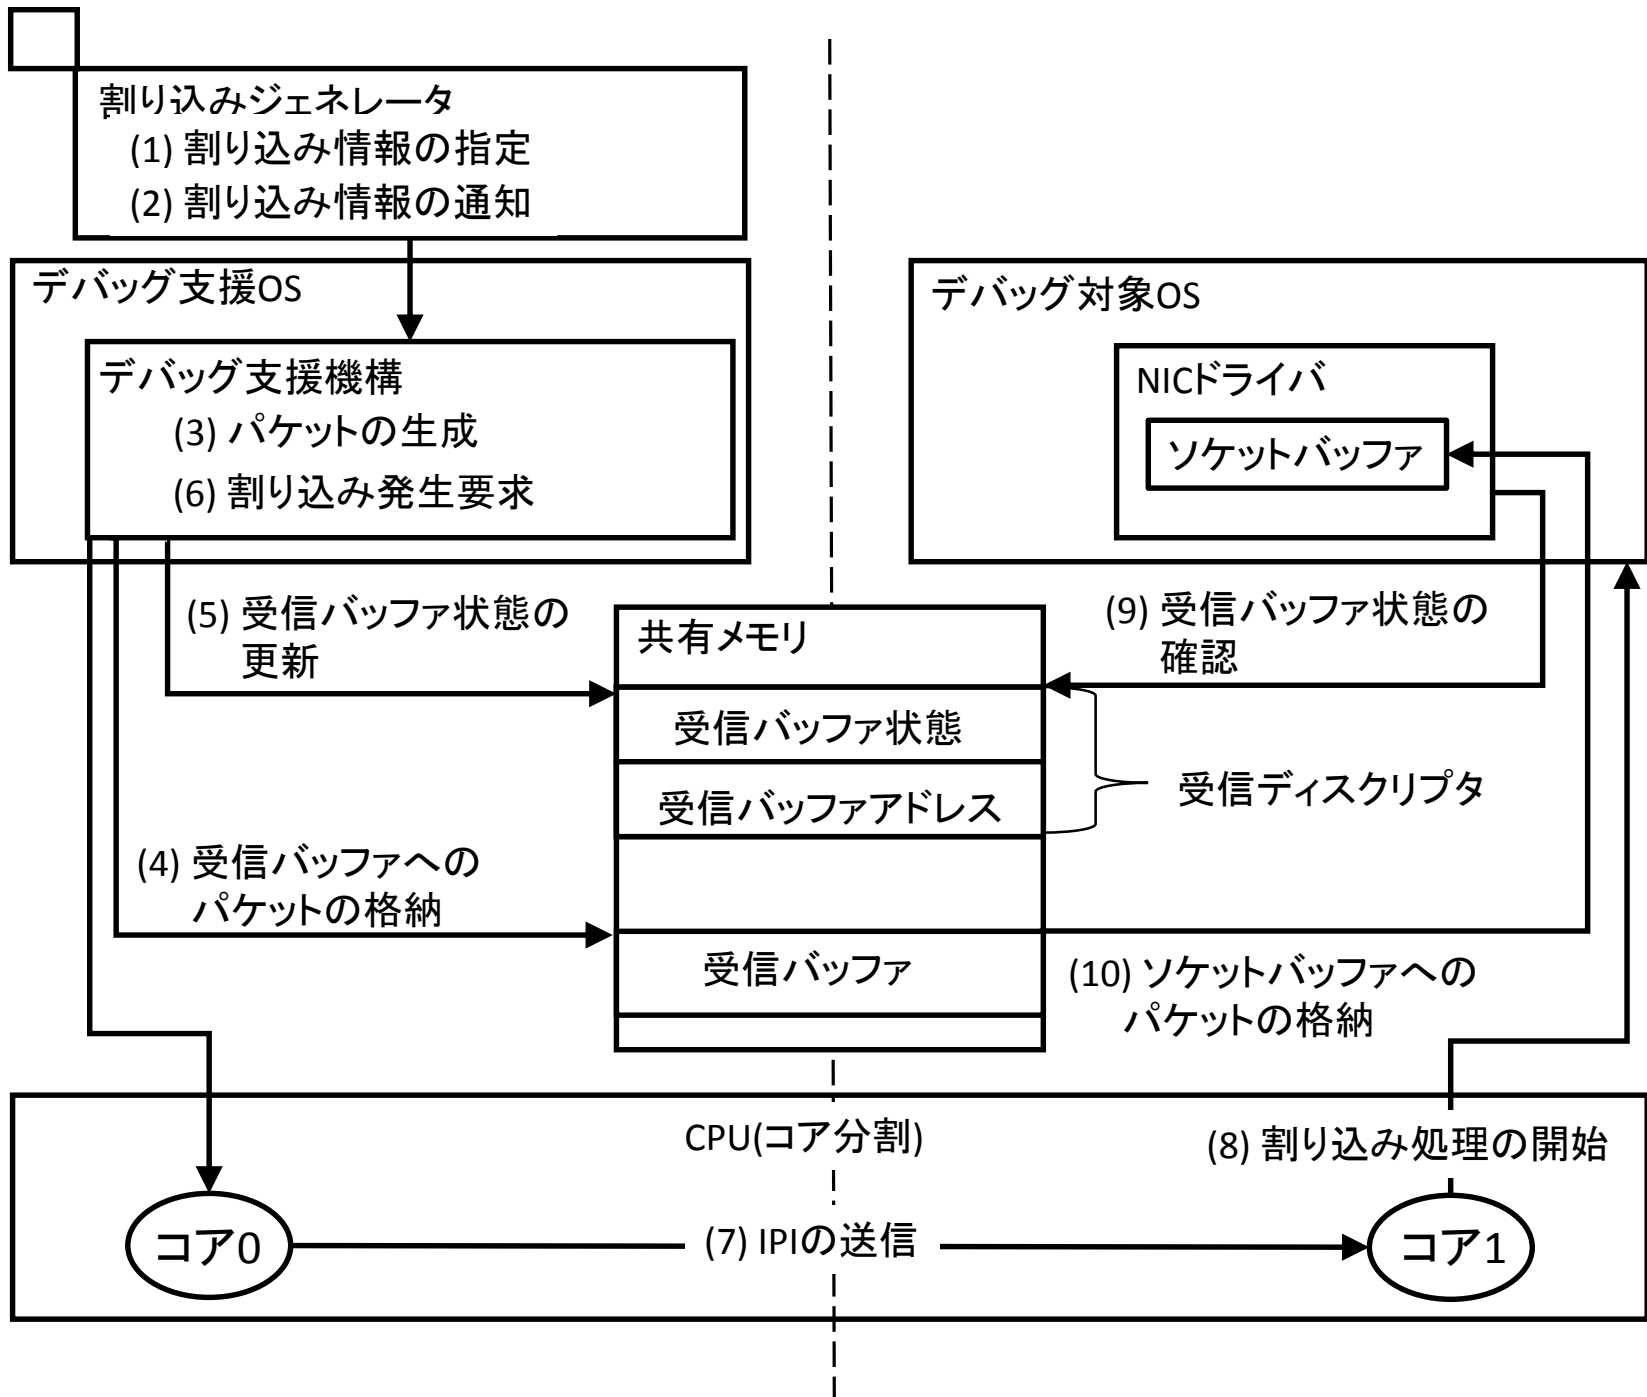 割り込みジェネレータ
(1) 割り込み情報の指定
(2) 割り込み情報の通知
デバッグ支援OS
デバッグ支援機構
(3) パケットの生成
(6) 割り込み発生要求
デバッグ対象OS
NICドライバ
ソケットバッファ
(5) 受信バッファ状態の
更新
(9) 受信バッファ状態の
確認
共有メモリ
受信バッファ状態
受信バッファアドレス
受信ディスクリプタ
(4) 受信バッファへの
パケットの格納
受信バッファ
(10) ソケットバッファへの
パケットの格納
CPU(コア分割)
(8) 割り込み処理の開始
コア0
(7) IPIの送信
コア1